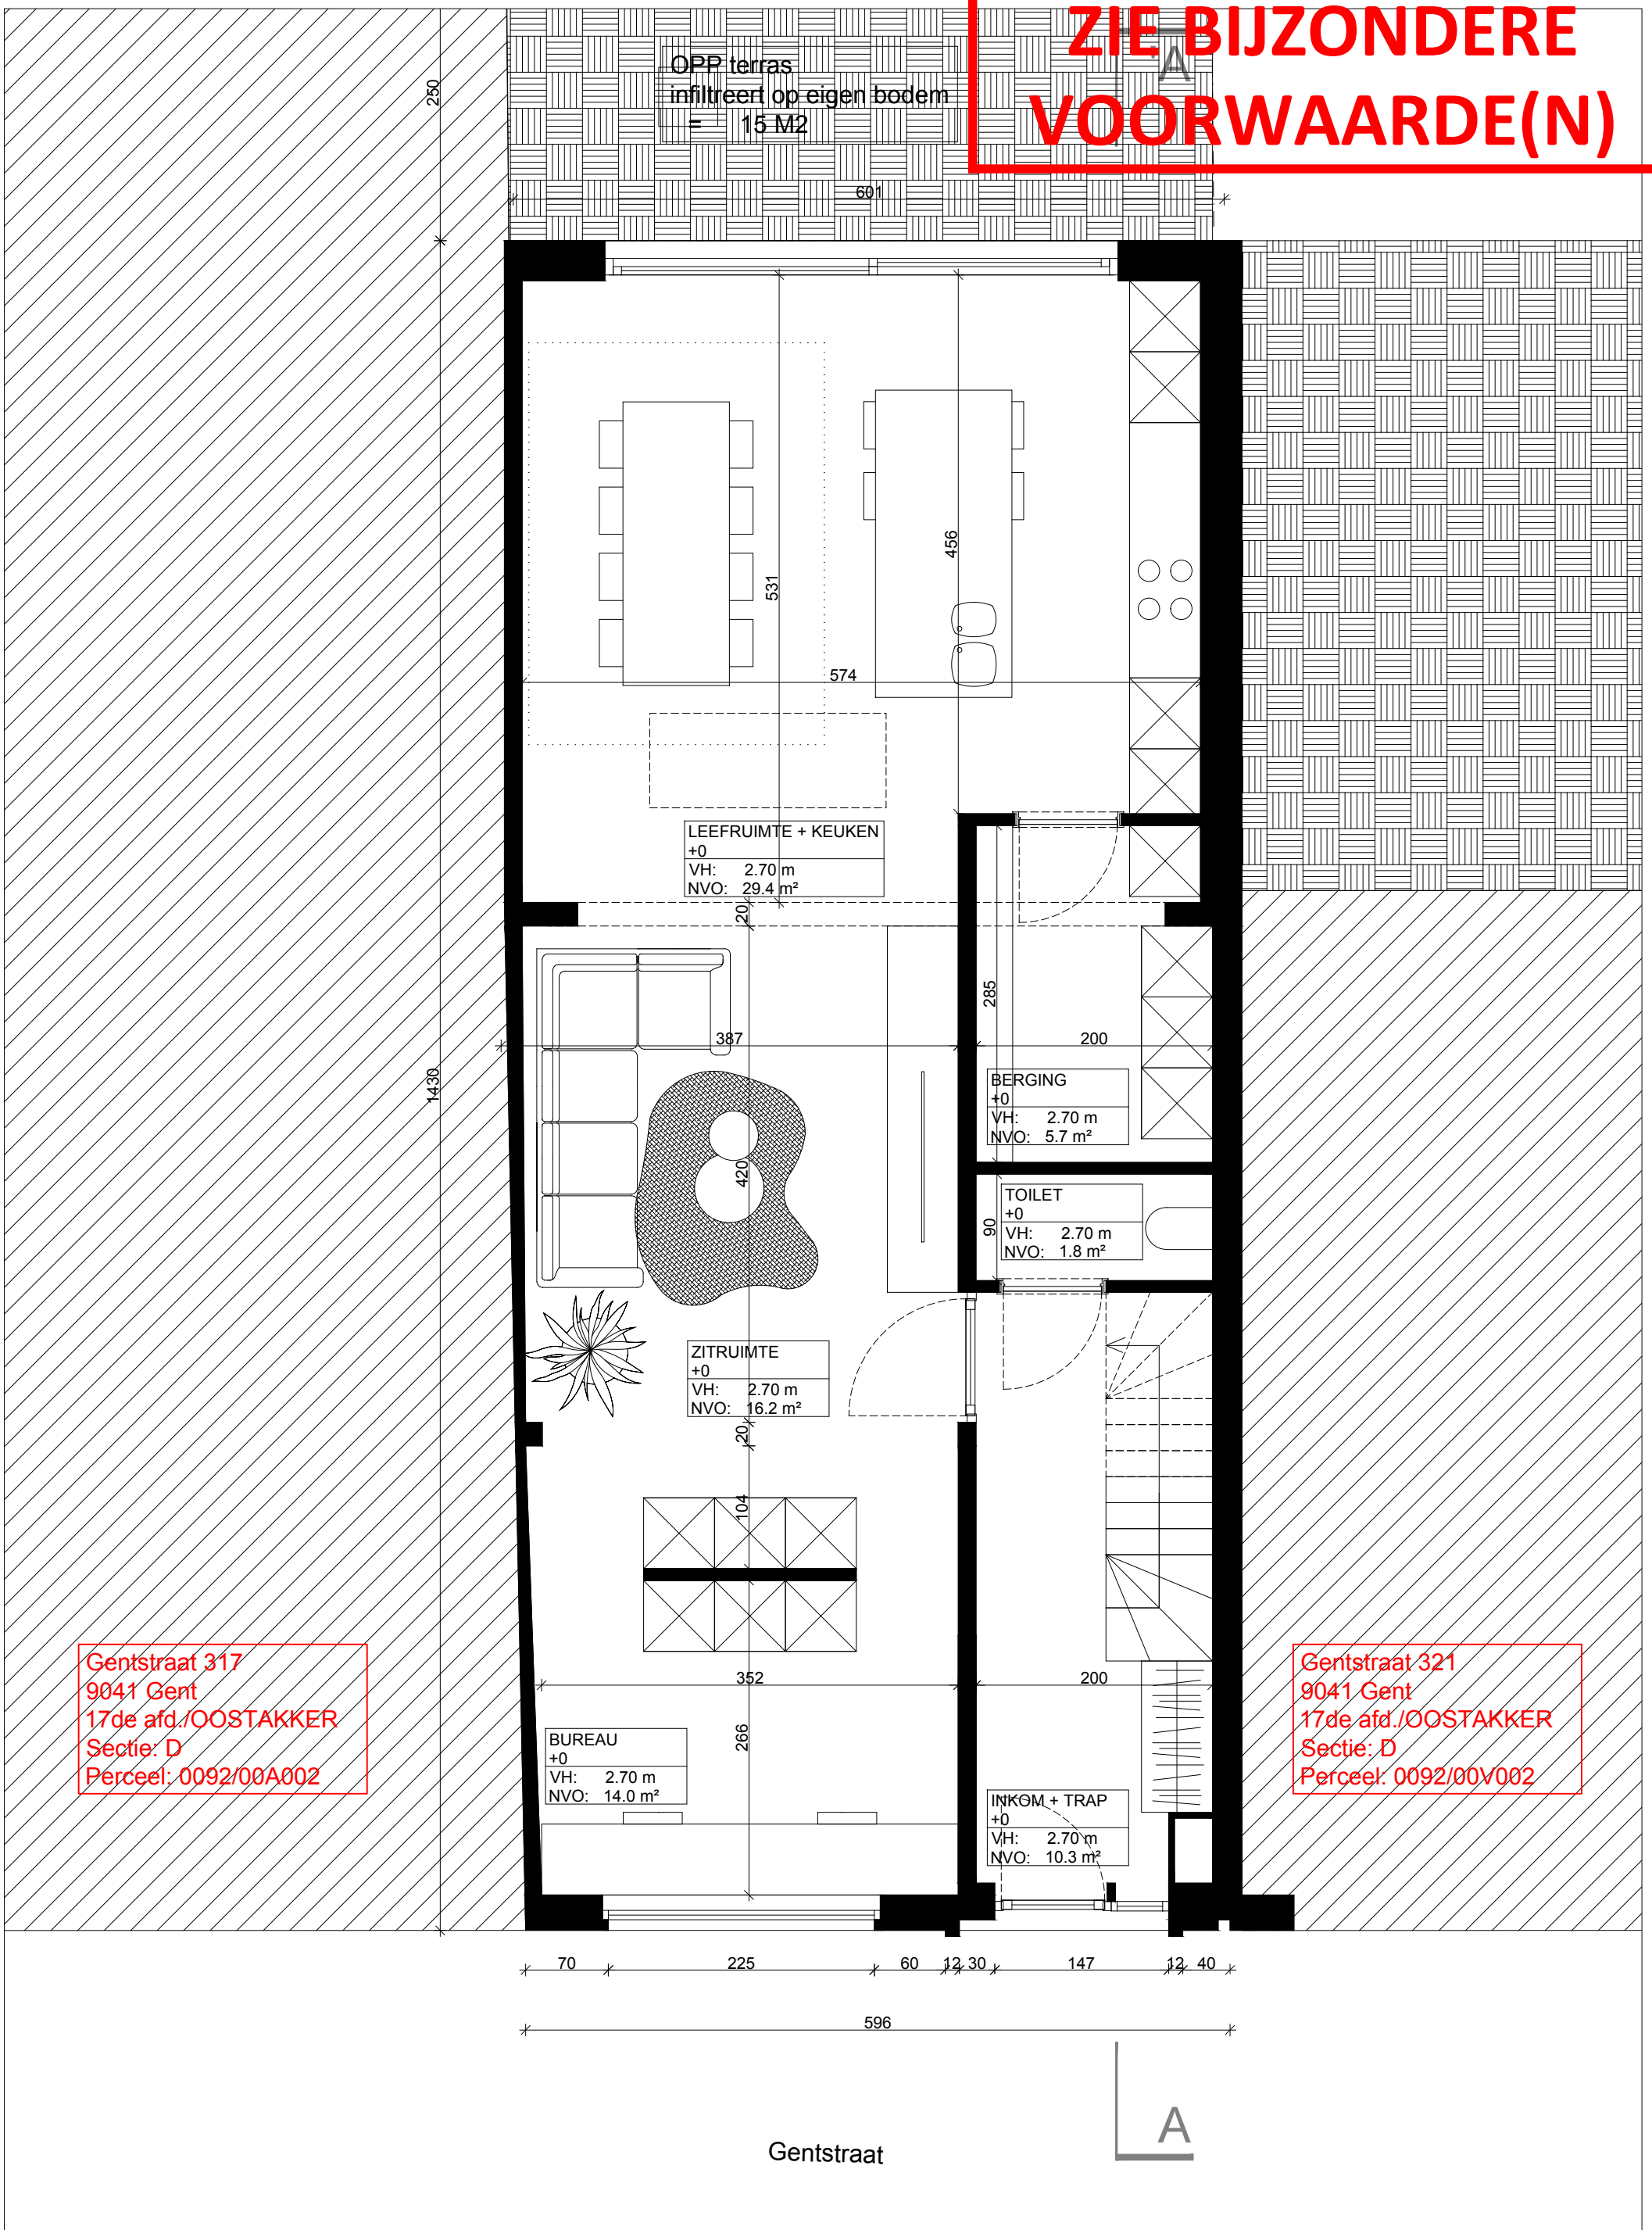 ZIE BIJZONDERE
VOORWAARDE(N)
A
OPP terras
infiltreert op eigen bodem
= 15 M2
250
601
531
456
574
LEEFRUIMTE + KEUKEN
+0
VH: 2.70 m
NVO: 29.4 m²
20
285
387
200
1430
BERGING
+0
VH: 2.70 m
NVO: 5.7 m²
420
TOILET
+0
VH: 2.70 m
NVO: 1.8 m²
90
ZITRUIMTE
+0
VH: 2.70 m
NVO: 16.2 m²
20
104
Gentstraat 317
9041 Gent
17de afd./OOSTAKKER
Sectie: D
Perceel: 0092/00A002
352
200
266
Gentstraat 321
9041 Gent
17de afd./OOSTAKKER
Sectie: D
Perceel: 0092/00V002
BUREAU
+0
VH: 2.70 m
NVO: 14.0 m²
INKOM + TRAP
+0
VH: 2.70 m
NVO: 10.3 m²
70 225 60 12 30 147 12 40
596
A
Gentstraat